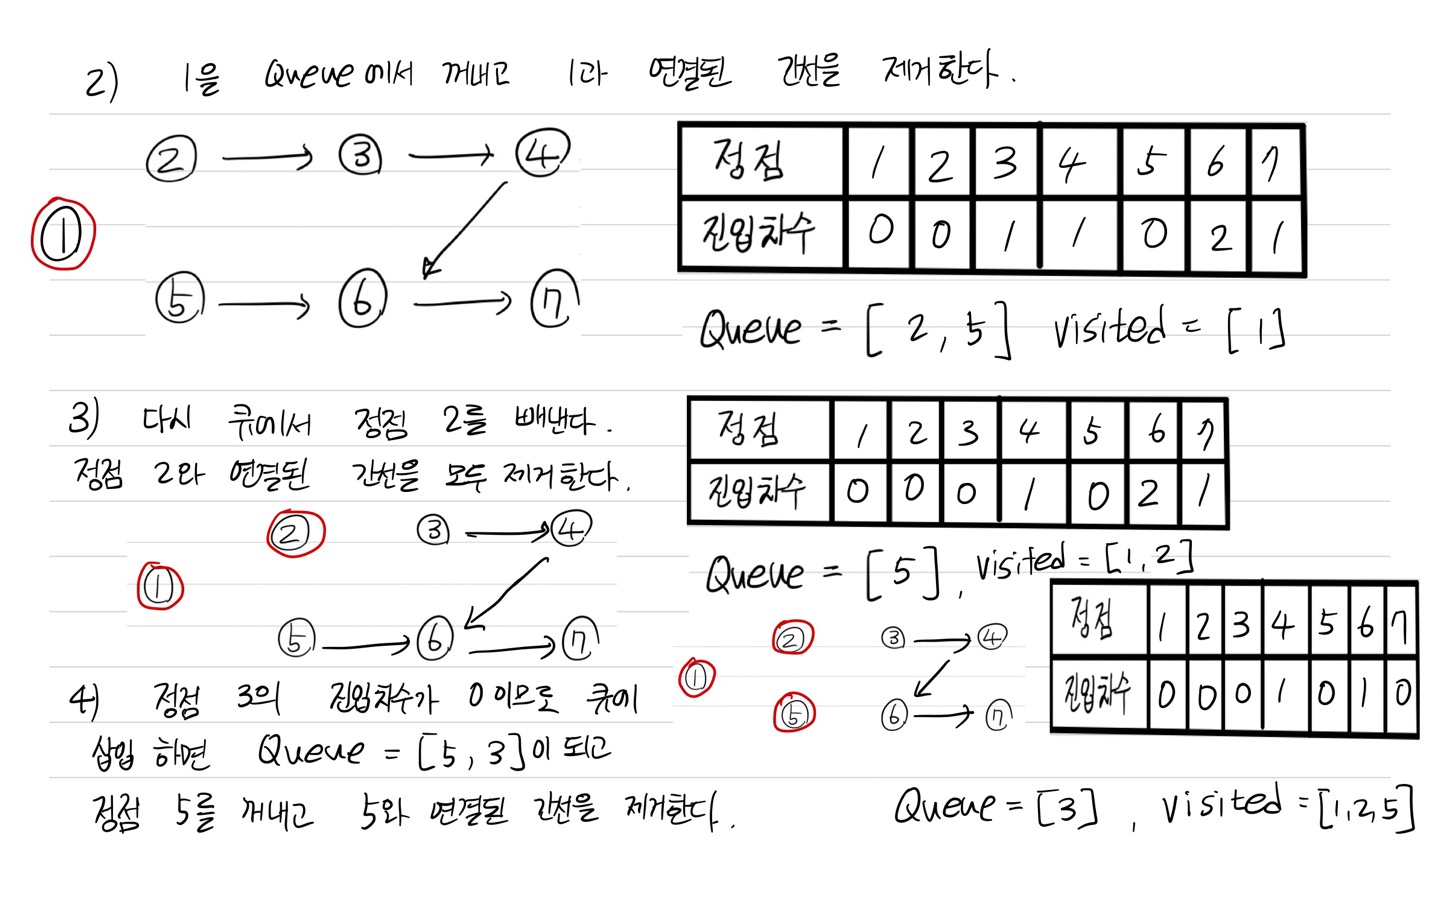 2) 1을 Queue에서 꺼내고 1과 연결된 간선을 제거한다.
② → ③ → ④
①
⑤ → ⑥ → ⑦
정점 1 2 3 4 5 6 7
진입차수 0 0 1 1 0 2 1
Queue = [2, 5] visited = [1]
3) 다시 큐에서 정점 2를 빼낸다.
정점 2와 연결된 간선을 모두 제거한다.
② ③ → ④
①
⑤ → ⑥ → ⑦
정점 1 2 3 4 5 6 7
진입차수 0 0 0 1 0 2 1
Queue = [5], visited = [1,2]
4) 정점 3의 진입차수가 0이므로 큐에
삽입 하면 Queue = [5, 3]이 되고
정점 5를 꺼내고 5와 연결된 간선을 제거한다.
② ③ → ④
①
⑤ ⑥ → ⑦
정점 1 2 3 4 5 6 7
진입차수 0 0 0 1 0 1 0
Queue = [3], visited = [1,2,5]